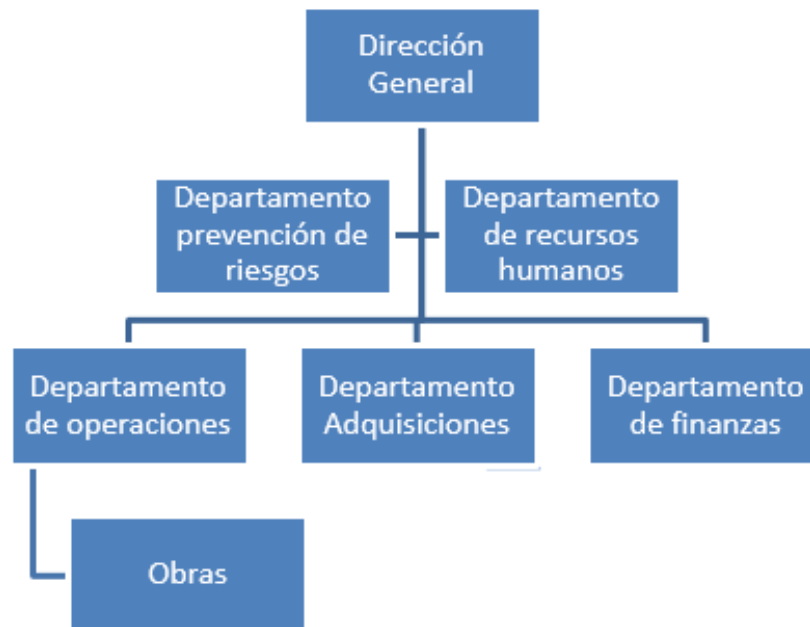 Dirección
General
Departamento
prevención de
riesgos
Departamento
de recursos
humanos
Departamento
de operaciones
Departamento
Adquisiciones
Departamento
de finanzas
Obras